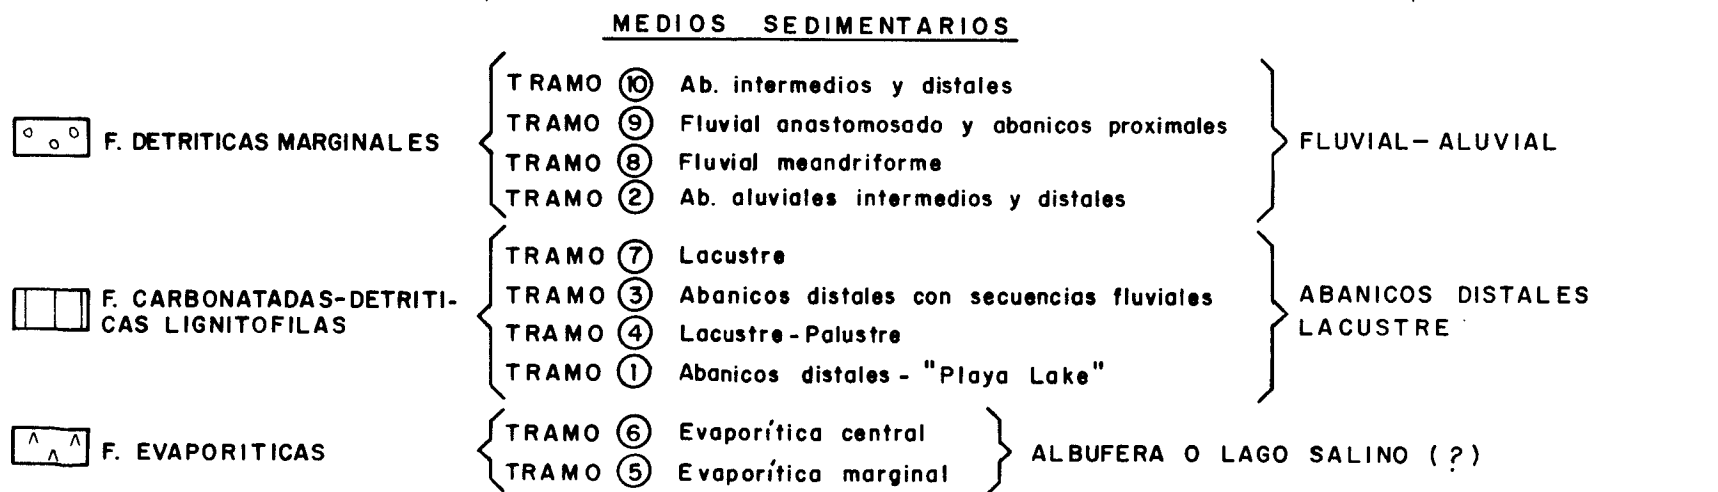 MEDIOS SEDIMENTARIOS
TRAMO 10 Ab. intermedios y distales
TRAMO 9 Fluvial anastomosado y abanicos proximales
F. DETRITICAS MARGINALES
FLUVIAL-ALUVIAL
TRAMO 8 Fluvial meandriforme
TRAMO 2 Ab. aluviales intermedios y distales
TRAMO 7 Lacustre
TRAMO 3 Abanicos distales con secuencias fluviales
F. CARBONATADAS-DETRITI-
CAS LIGNITOFILAS
ABANICOS DISTALES
LACUSTRE
TRAMO 4 Lacustre-Palustre
TRAMO 1 Abanicos distales - "Playa Lake"
TRAMO 6 Evaporítica central
F. EVAPORITICAS
ALBUFERA O LAGO SALINO (?)
TRAMO 5 Evaporítica marginal